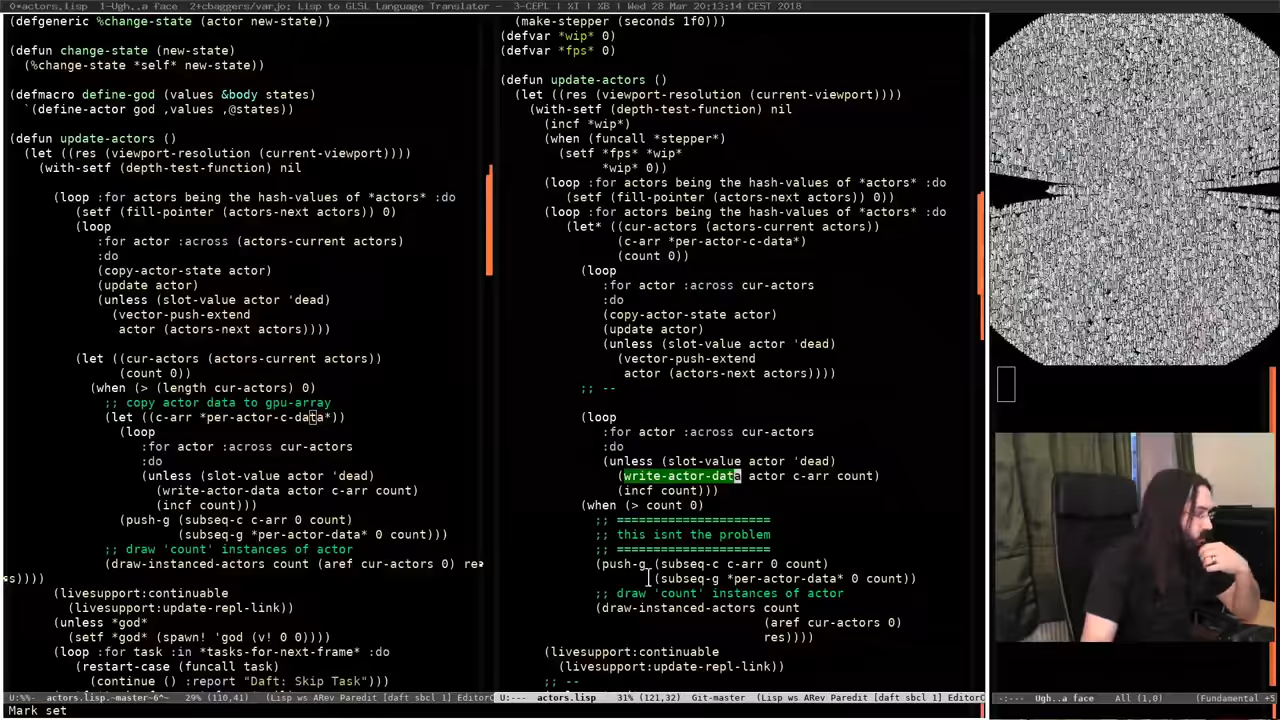 0*actors.lisp  1-Ugh..a face  2+cbaggers/varjo: Lisp to GLSL Language Translator –  3-CEPL | %I | %B | Wed 28 Mar 20:13:14 CEST 2018
(defgeneric %change-state (actor new-state))
(defun change-state (new-state)
(%change-state *self* new-state))
(defmacro define-god (values &body states)
`(define-actor god ,values ,@states))
(defun update-actors ()
(let ((res (viewport-resolution (current-viewport))))
(with-setf (depth-test-function) nil
(loop :for actors being the hash-values of *actors* :do
(setf (fill-pointer (actors-next actors)) 0)
(loop
:for actor :across (actors-current actors)
:do
(copy-actor-state actor)
(update actor)
(unless (slot-value actor 'dead)
(vector-push-extend
actor (actors-next actors))))
(let ((cur-actors (actors-current actors))
(count 0))
(when (> (length cur-actors) 0)
;; copy actor data to gpu-array
(let ((c-arr *per-actor-c-data*))
(loop
:for actor :across cur-actors
:do
(unless (slot-value actor 'dead)
(write-actor-data actor c-arr count)
(incf count)))
(push-g (subseq-c c-arr 0 count)
(subseq-g *per-actor-data* 0 count)))
;; draw 'count' instances of actor
(draw-instanced-actors count (aref cur-actors 0) re
s))))
(livesupport:continuable
(livesupport:update-repl-link))
(unless *god*
(setf *god* (spawn! 'god (v! 0 0))))
(loop :for task :in *tasks-for-next-frame* :do
(restart-case (funcall task)
(continue () :report "Daft: Skip Task")))
U:%%-  actors.lisp.~master~6^~   29% (110,41)   (Lisp ws ARev Paredit [daft sbcl 1] EditorC
Mark set
(make-stepper (seconds 1f0)))
(defvar *wip* 0)
(defvar *fps* 0)
(defun update-actors ()
(let ((res (viewport-resolution (current-viewport))))
(with-setf (depth-test-function) nil
(incf *wip*)
(when (funcall *stepper*)
(setf *fps* *wip*
*wip* 0))
(loop :for actors being the hash-values of *actors* :do
(setf (fill-pointer (actors-next actors)) 0))
(loop :for actors being the hash-values of *actors* :do
(let* ((cur-actors (actors-current actors))
(c-arr *per-actor-c-data*)
(count 0))
(loop
:for actor :across cur-actors
:do
(copy-actor-state actor)
(update actor)
(unless (slot-value actor 'dead)
(vector-push-extend
actor (actors-next actors))))
;; --
(loop
:for actor :across cur-actors
:do
(unless (slot-value actor 'dead)
(write-actor-data actor c-arr count)
(incf count)))
(when (> count 0)
;; =====================
;; this isnt the problem
;; =====================
(push-g (subseq-c c-arr 0 count)
(subseq-g *per-actor-data* 0 count))
;; draw 'count' instances of actor
(draw-instanced-actors count
(aref cur-actors 0)
res))))
(livesupport:continuable
(livesupport:update-repl-link))
;; --
U:---  actors.lisp   31% (121,32)  Git-master  (Lisp ws ARev Paredit [daft sbcl 1] EditorC
-:---  Ugh..a face   All (1,0)   (Fundamental +S